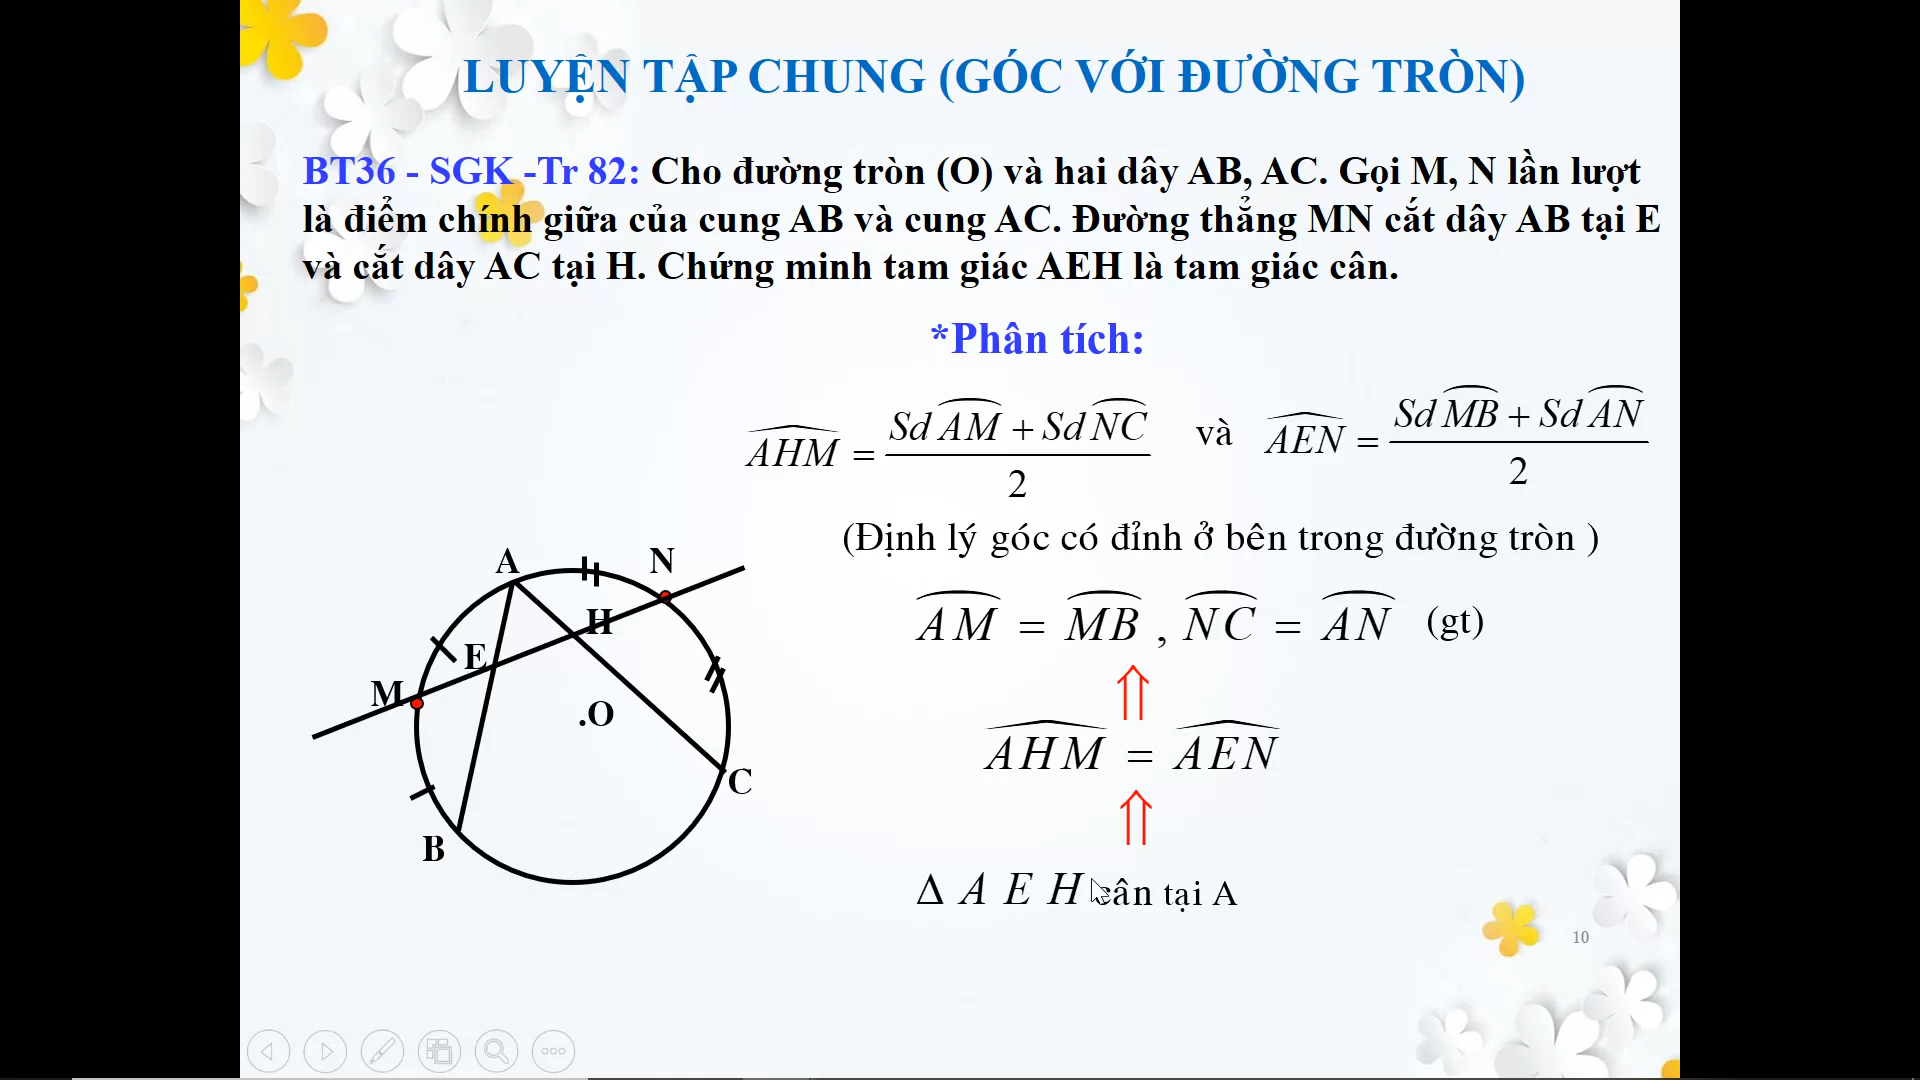 LUYỆN TẬP CHUNG (GÓC VỚI ĐƯỜNG TRÒN)
BT36 - SGK -Tr 82: Cho đường tròn (O) và hai dây AB, AC. Gọi M, N lần lượt
là điểm chính giữa của cung AB và cung AC. Đường thẳng MN cắt dây AB tại E
và cắt dây AC tại H. Chứng minh tam giác AEH là tam giác cân.
*Phân tích:
AHM = (Sd AM + Sd NC) / 2 và AEN = (Sd MB + Sd AN) / 2
(Định lý góc có đỉnh ở bên trong đường tròn )
AM = MB , NC = AN (gt)
⇑
AHM = AEN
⇑
Δ A E H cân tại A
A
N
H
E
M
.O
C
B
10